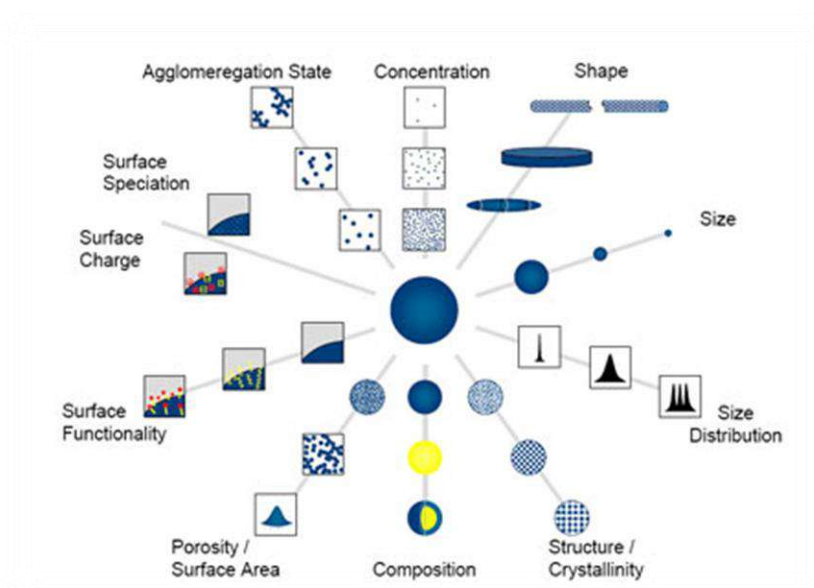 Agglomeregation State
Concentration
Shape
Surface
Speciation
Surface
Charge
Size
Surface
Functionality
Size
Distribution
Porosity /
Surface Area
Composition
Structure /
Crystallinity